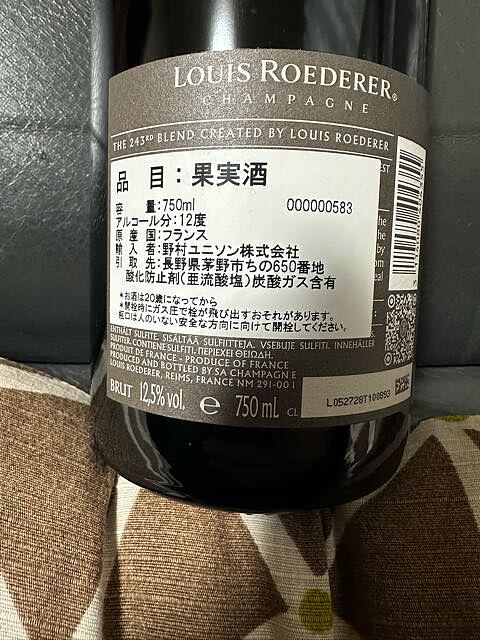 LOUIS ROEDERER®
CHAMPAGNE
THE 243RD BLEND CREATED BY LOUIS ROEDERER
品 目：果実酒
容 量：750ml 000000583
アルコール分：12度
原 産 国：フランス
輸 入 者：野村ユニソン株式会社
引 取 先：長野県茅野市ちの650番地
酸化防止剤（亜流酸塩）炭酸ガス含有
＊お酒は20歳になってから
＊開栓時にガス圧で栓が飛び出すおそれがあります。
瓶口は人のいない安全な方向に向けて開栓してください。
ENTHÄLT SULFITE. SISÄLTÄÄ SULFIITTEJA. VSEBUJE SULFITI. INNEHÅLLER
SULFITER. CONTIENE SULFITI. ΠΕΡΙΕΧΕΙ ΘΕΙΩΔΗ.
PRODUIT DE FRANCE - PRODUCE OF FRANCE
PRODUCED AND BOTTLED BY SA CHAMPAGNE
LOUIS ROEDERER, REIMS, FRANCE NM 291-001
BRUT 12,5% vol. e 750 mL CL
L052728T100893